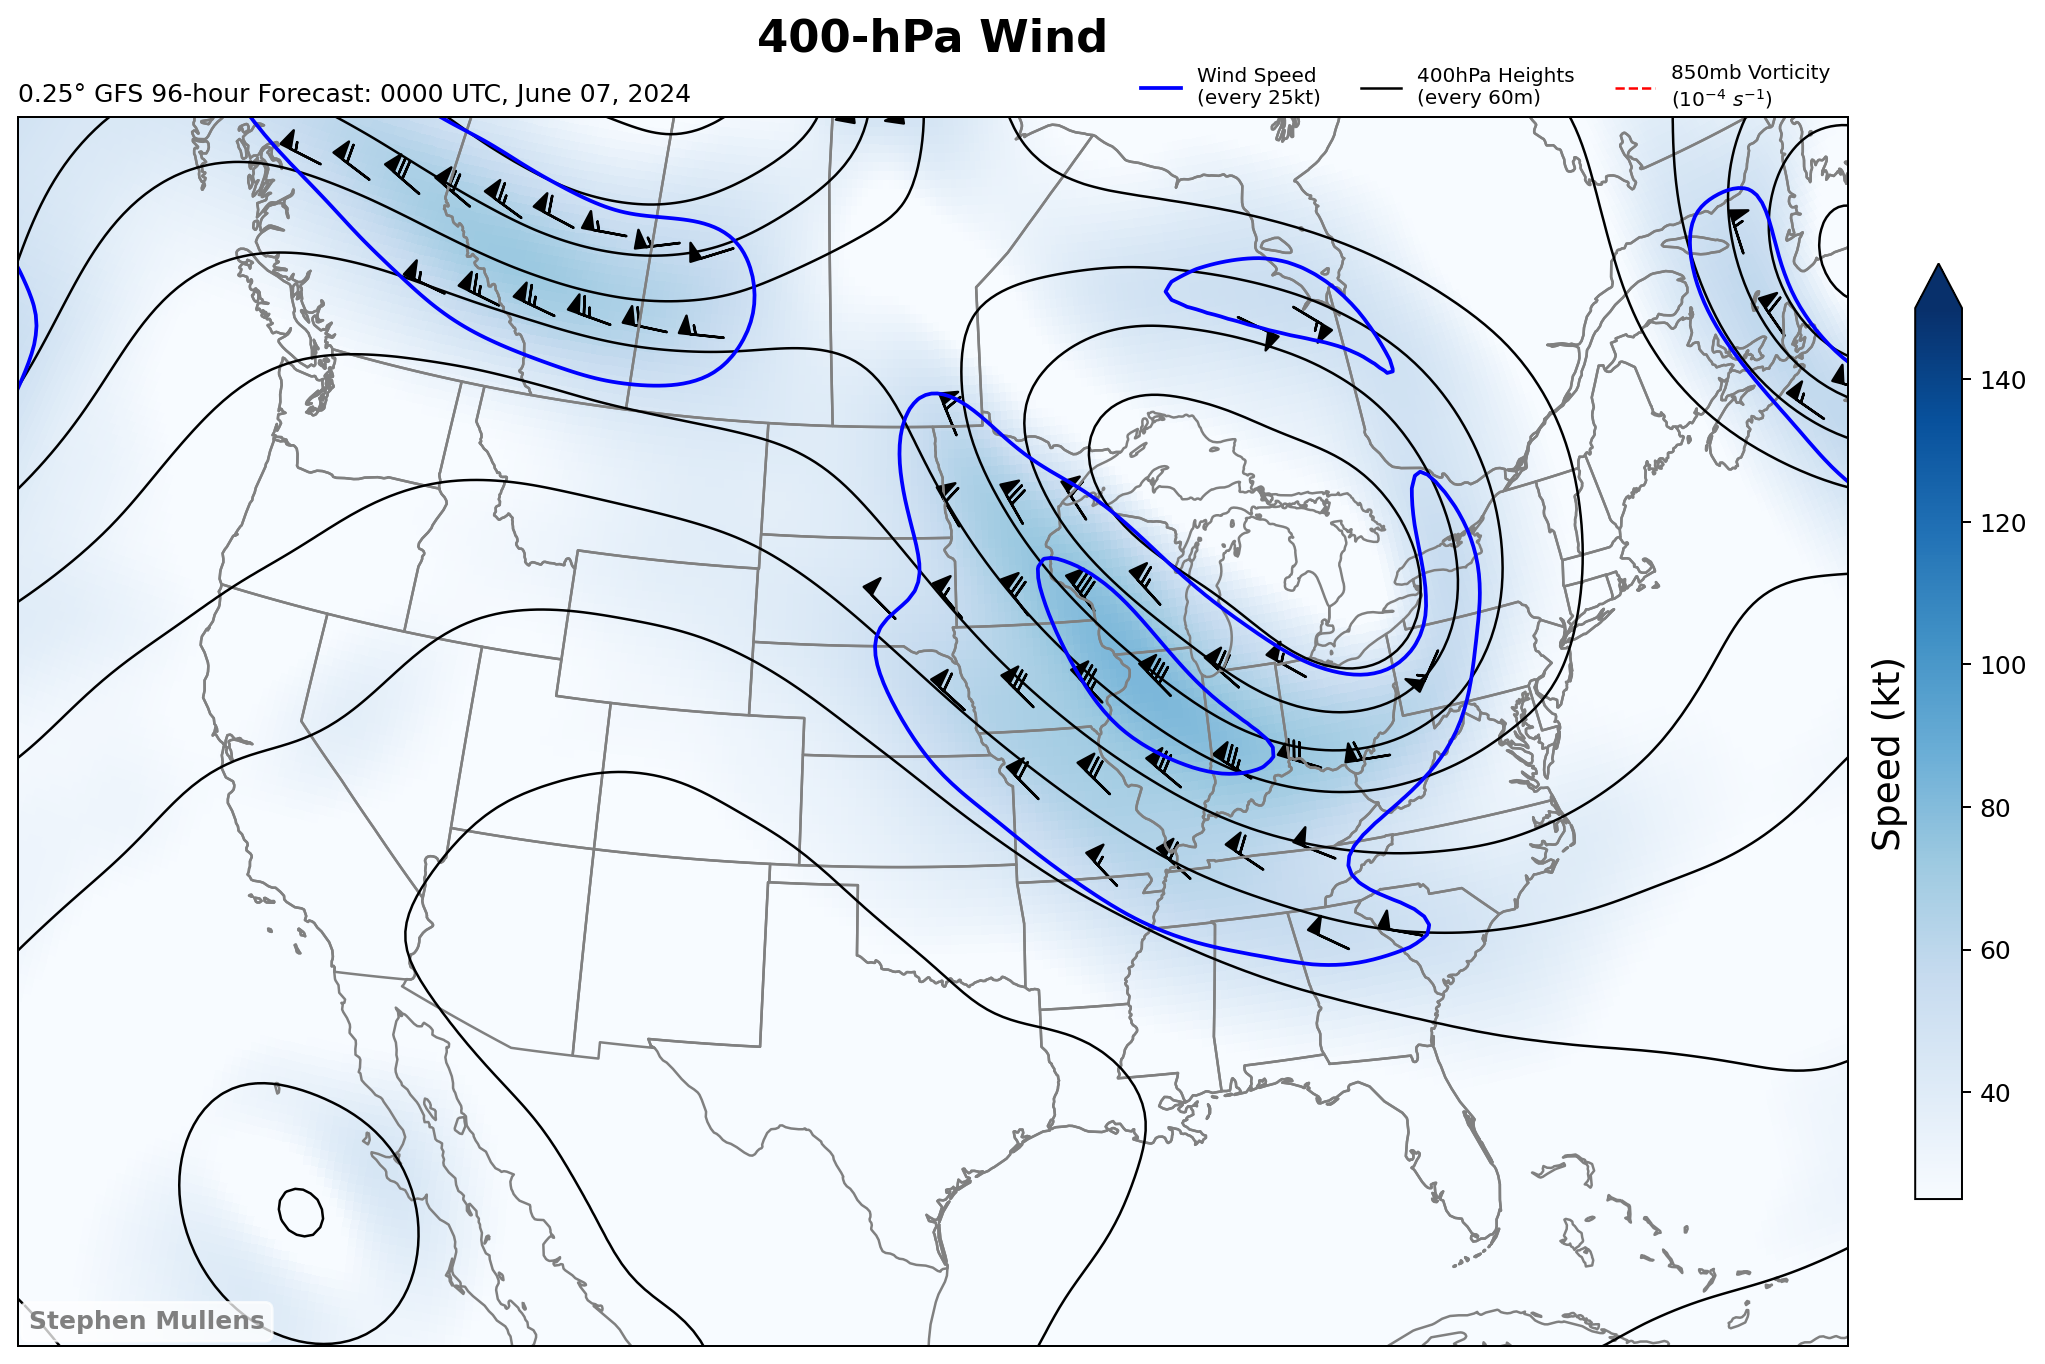 400-hPa Wind
0.25° GFS 96-hour Forecast: 0000 UTC, June 07, 2024
Wind Speed
(every 25kt)
400hPa Heights
(every 60m)
850mb Vorticity
(10⁻⁴ s⁻¹)
140
120
100
80
60
40
Speed (kt)
Stephen Mullens